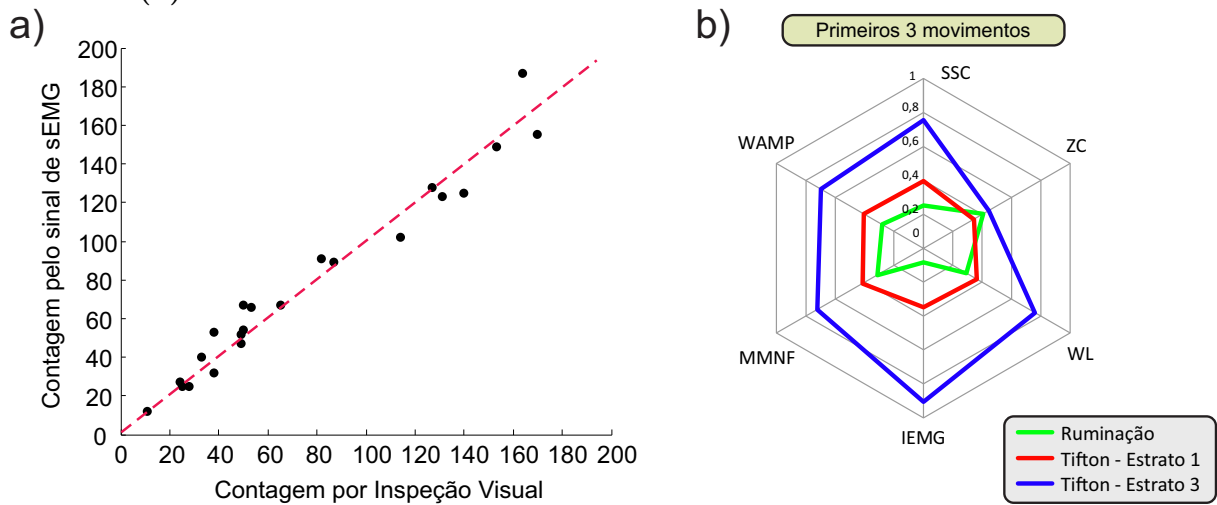 a)
200
180
160
140
120
100
80
60
40
20
0
Contagem pelo sinal de sEMG
0 20 40 60 80 100 120 140 160 180 200
Contagem por Inspeção Visual
b)
Primeiros 3 movimentos
SSC
ZC
WL
IEMG
MMNF
WAMP
1
0,8
0,6
0,4
0,2
0
Ruminação
Tifton - Estrato 1
Tifton - Estrato 3